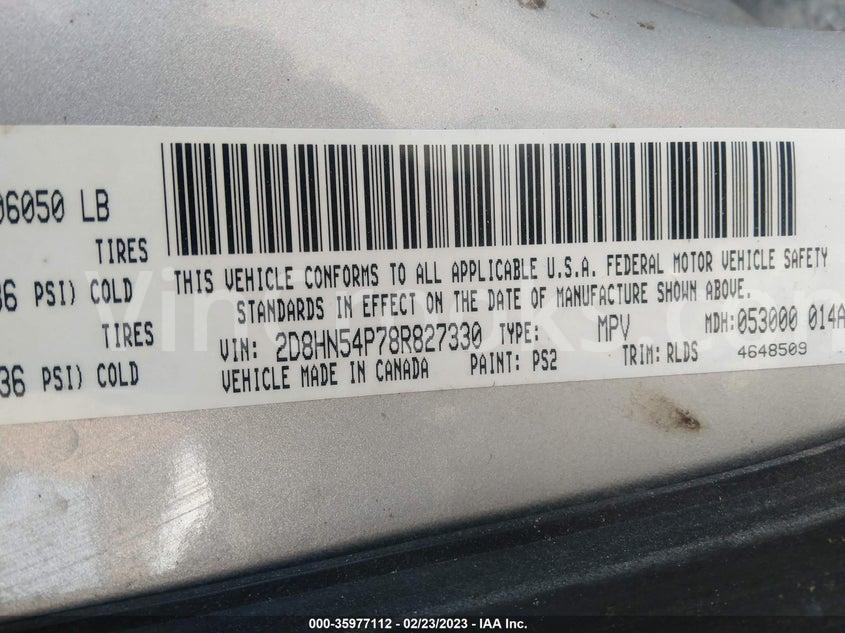 06050 LB
TIRES
36 PSI) COLD
TIRES
36 PSI) COLD
THIS VEHICLE CONFORMS TO ALL APPLICABLE U.S.A. FEDERAL MOTOR VEHICLE SAFETY
STANDARDS IN EFFECT ON THE DATE OF MANUFACTURE SHOWN ABOVE.
VIN: 2D8HN54P78R827330 TYPE: MPV MDH:053000 014A
VEHICLE MADE IN CANADA PAINT: PS2 TRIM: RLDS 4648509
000-35977112 / 02/23/2023 - IAA Inc.